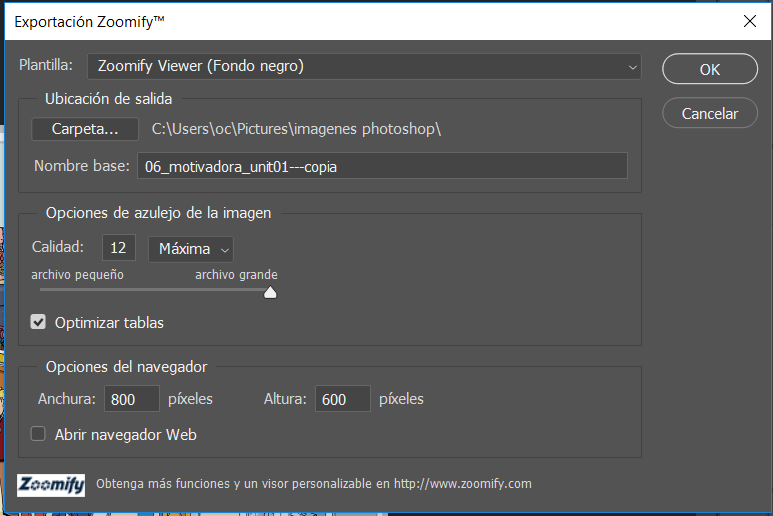 Exportación Zoomify™
Plantilla: Zoomify Viewer (Fondo negro)
OK
Cancelar
Ubicación de salida
Carpeta... C:\Users\oc\Pictures\imagenes photoshop\
Nombre base: 06_motivadora_unit01---copia
Opciones de azulejo de la imagen
Calidad: 12 Máxima
archivo pequeño archivo grande
Optimizar tablas
Opciones del navegador
Anchura: 800 píxeles Altura: 600 píxeles
Abrir navegador Web
Zoomify Obtenga más funciones y un visor personalizable en http://www.zoomify.com